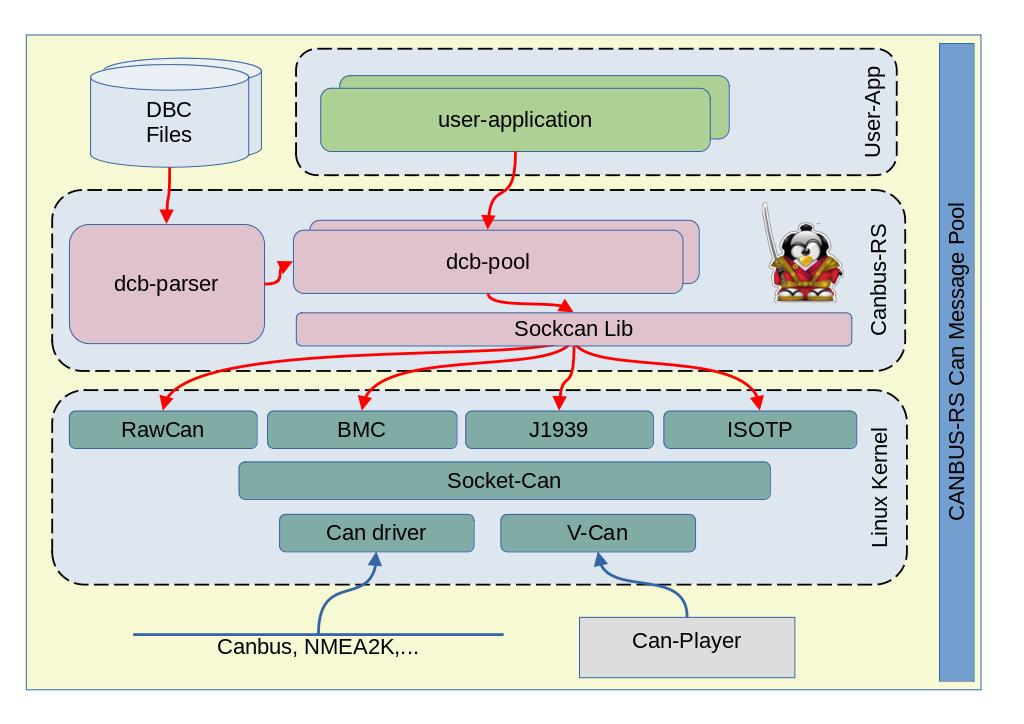 DBC
Files
user-application
User-App
dcb-parser
dcb-pool
Sockcan Lib
Canbus-RS
RawCan
BMC
J1939
ISOTP
Socket-Can
Can driver
V-Can
Linux Kernel
Canbus, NMEA2K,...
Can-Player
CANBUS-RS Can Message Pool